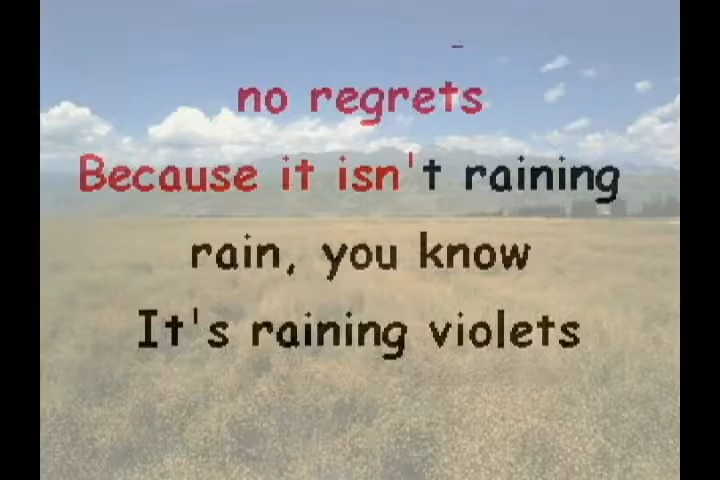 no regrets
Because it isn't raining
rain, you know
It's raining violets